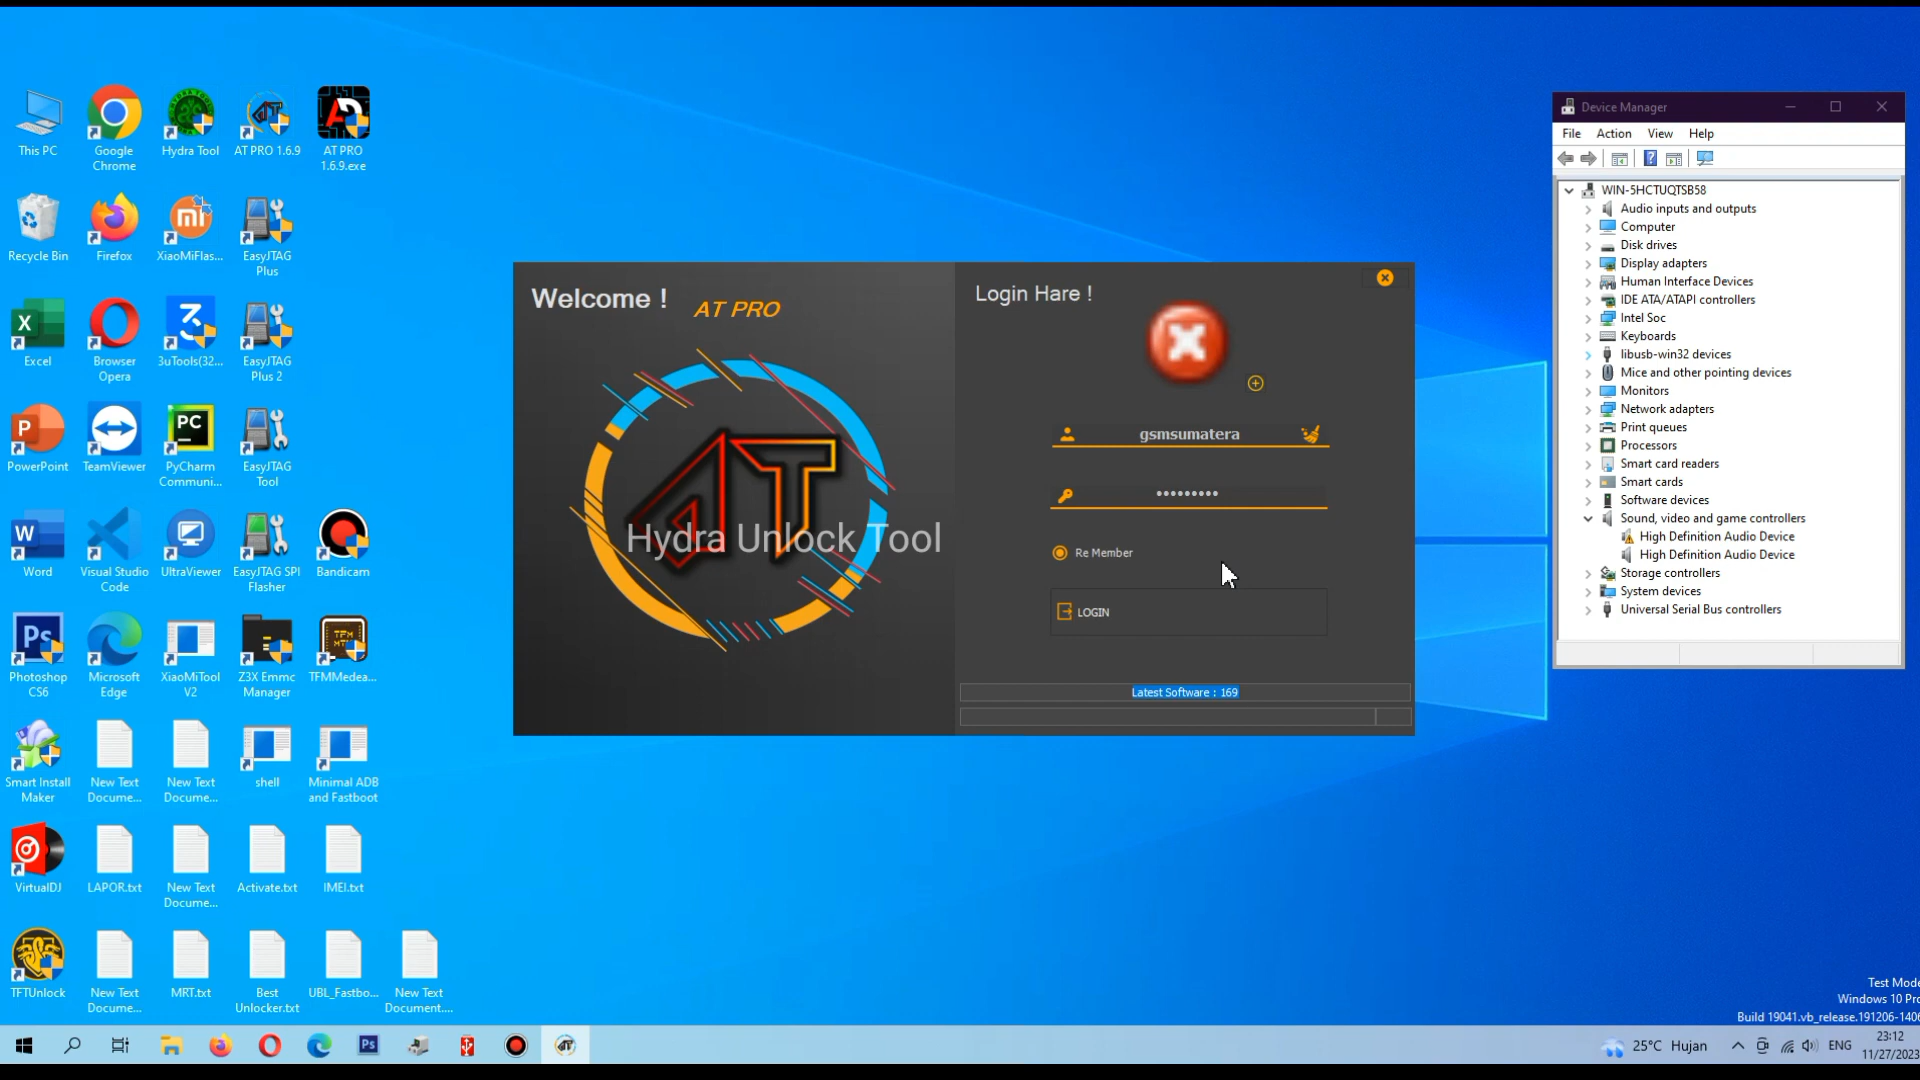 This PC
Google
Chrome
Hydra Tool
AT PRO 1.6.9
AT PRO
1.6.9.exe
Recycle Bin
Firefox
XiaoMiFlas...
EasyJTAG
Plus
Excel
Browser
Opera
3uTools(32...
EasyJTAG
Plus 2
PowerPoint
TeamViewer
PyCharm
Communi...
EasyJTAG
Tool
Word
Visual Studio
Code
UltraViewer
EasyJTAG SPI
Flasher
Bandicam
Photoshop
CS6
Microsoft
Edge
XiaoMiTool
V2
Z3X Emmc
Manager
TFMMedea...
Smart Install
Maker
New Text
Docume...
New Text
Docume...
shell
Minimal ADB
and Fastboot
VirtualDJ
LAPOR.txt
New Text
Docume...
Activate.txt
IMEI.txt
TFTUnlock
New Text
Docume...
MRT.txt
Best
Unlocker.txt
UBL_Fastbo...
New Text
Document....
Welcome !
AT PRO
AT
Hydra Unlock Tool
Login Hare !
gsmsumatera
•••••••••
Re Member
LOGIN
Latest Software : 169
Device Manager
File Action View Help
WIN-5HCTUQTSB58
Audio inputs and outputs
Computer
Disk drives
Display adapters
Human Interface Devices
IDE ATA/ATAPI controllers
Intel Soc
Keyboards
libusb-win32 devices
Mice and other pointing devices
Monitors
Network adapters
Print queues
Processors
Smart card readers
Smart cards
Software devices
Sound, video and game controllers
High Definition Audio Device
High Definition Audio Device
Storage controllers
System devices
Universal Serial Bus controllers
Test Mode
Windows 10 Pro
Build 19041.vb_release.191206-1406
25°C Hujan
ENG
23:12
11/27/2023